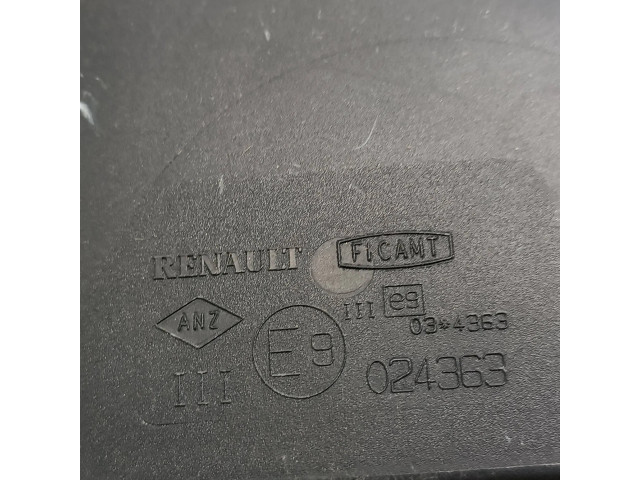 RENAULT FICAMT
ANZ
III e9
03*4363
III E9 024363